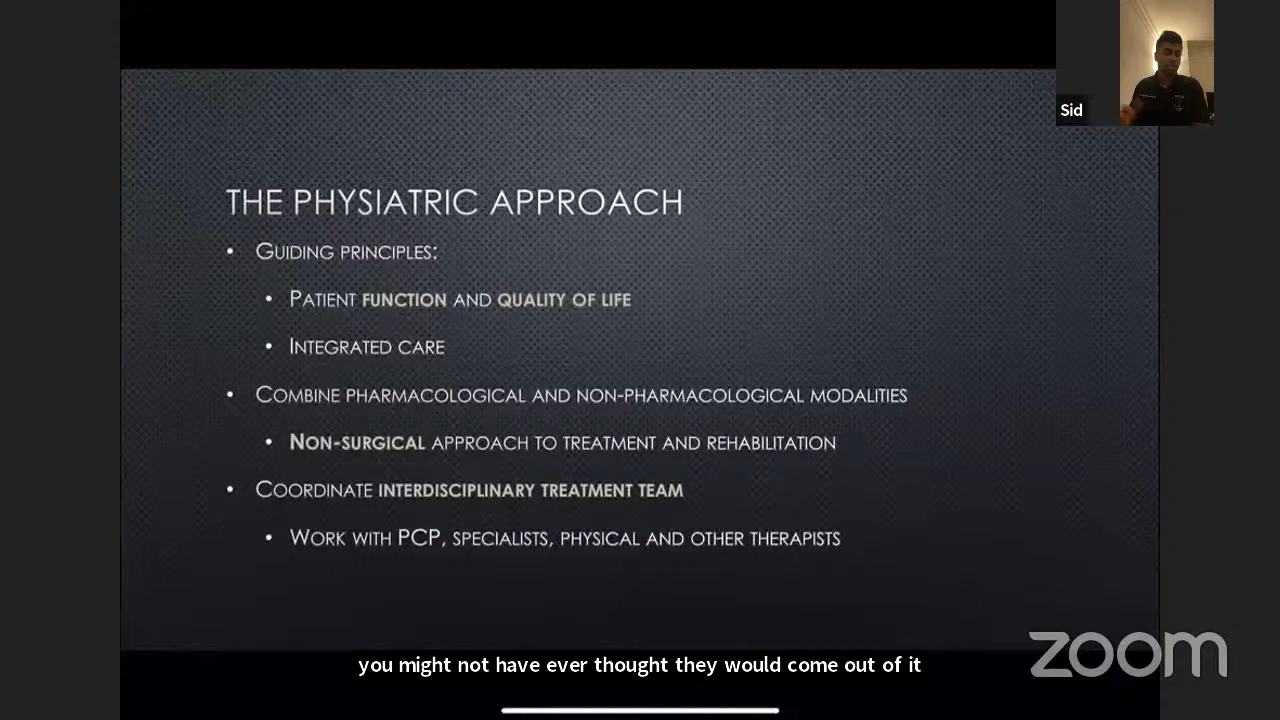 Sid
THE PHYSIATRIC APPROACH
• GUIDING PRINCIPLES:
• PATIENT FUNCTION AND QUALITY OF LIFE
• INTEGRATED CARE
• COMBINE PHARMACOLOGICAL AND NON-PHARMACOLOGICAL MODALITIES
• NON-SURGICAL APPROACH TO TREATMENT AND REHABILITATION
• COORDINATE INTERDISCIPLINARY TREATMENT TEAM
• WORK WITH PCP, SPECIALISTS, PHYSICAL AND OTHER THERAPISTS
you might not have ever thought they would come out of it
zoom